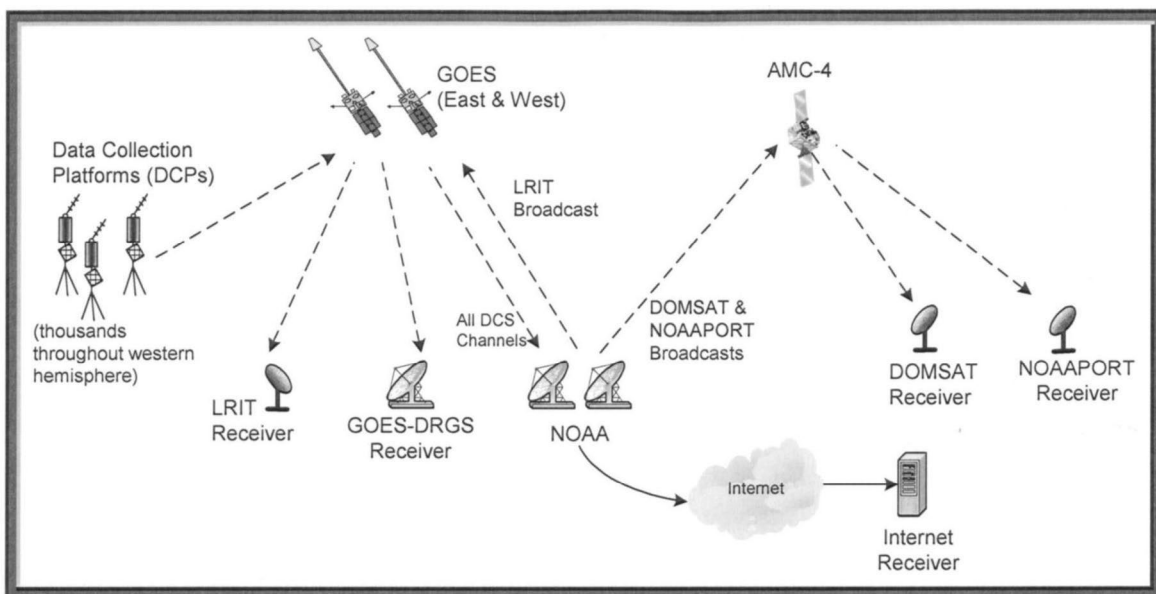 GOES
(East & West)
AMC-4
Data Collection
Platforms (DCPs)
LRIT
Broadcast
(thousands
throughout western
hemisphere)
All DCS
Channels
DOMSAT &
NOAAPORT
Broadcasts
LRIT
Receiver
GOES-DRGS
Receiver
NOAA
DOMSAT
Receiver
NOAAPORT
Receiver
Internet
Internet
Receiver